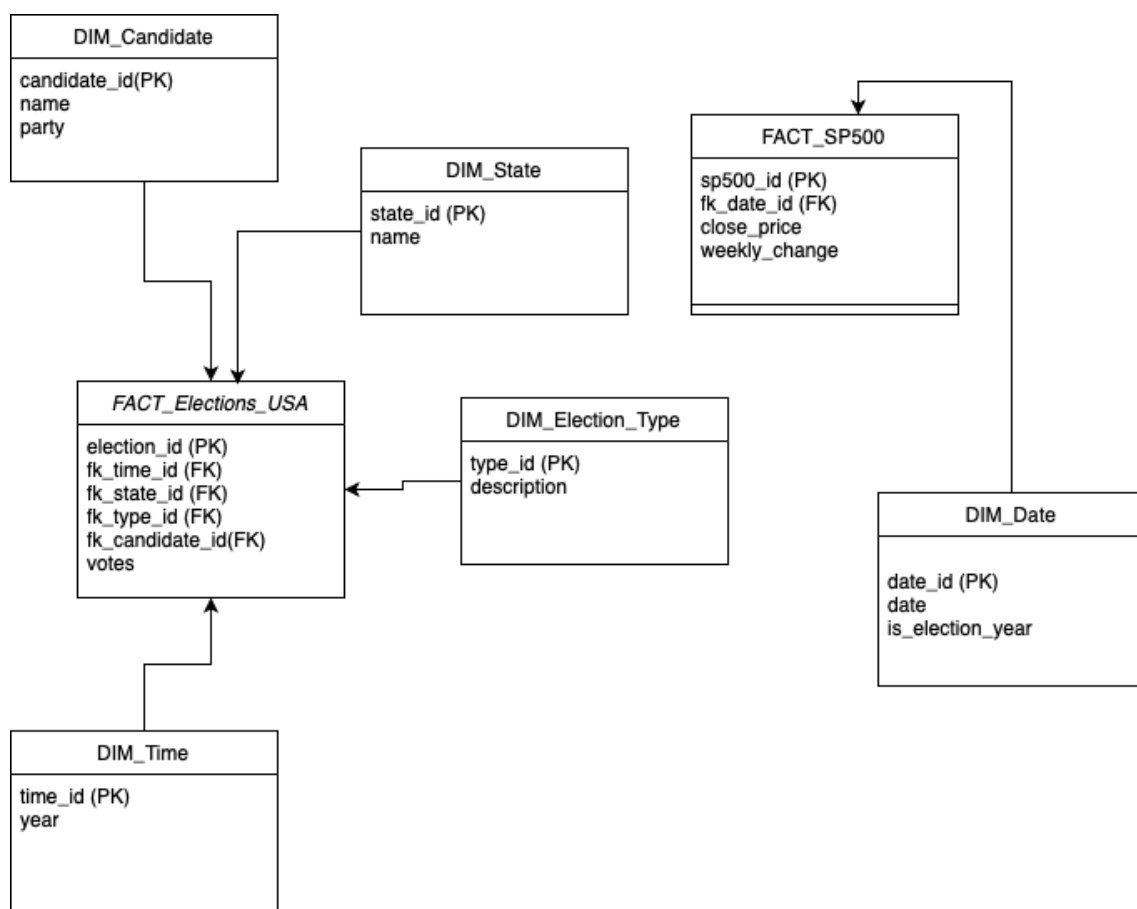 DIM_Candidate
candidate_id(PK)
name
party
DIM_State
state_id (PK)
name
FACT_SP500
sp500_id (PK)
fk_date_id (FK)
close_price
weekly_change
FACT_Elections_USA
election_id (PK)
fk_time_id (FK)
fk_state_id (FK)
fk_type_id (FK)
fk_candidate_id(FK)
votes
DIM_Election_Type
type_id (PK)
description
DIM_Date
date_id (PK)
date
is_election_year
DIM_Time
time_id (PK)
year